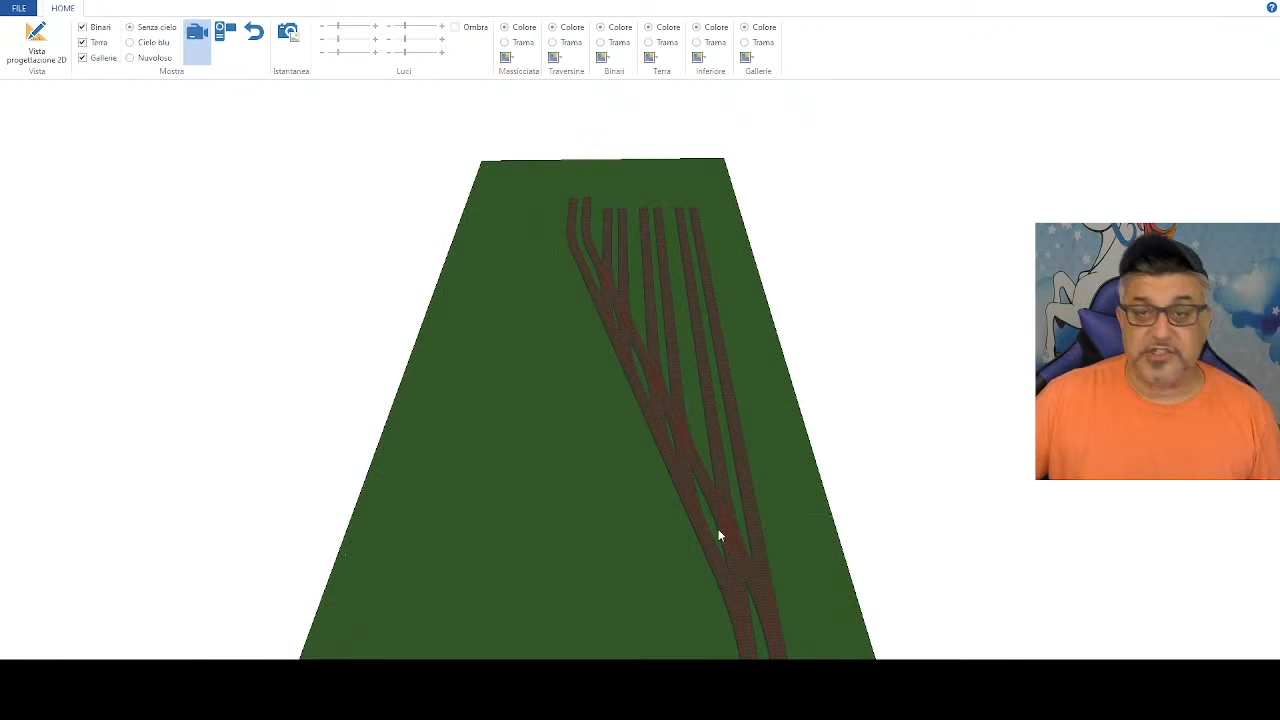 FILE HOME
Vista
progettazione 2D
Vista
Binari
Terra
Gallerie
Senza cielo
Cielo blu
Nuvoloso
Mostra
Istantanea
Luci
Ombra
Colore
Trama
Massicciata
Colore
Trama
Traversine
Colore
Trama
Binari
Colore
Trama
Terra
Colore
Trama
Inferiore
Colore
Trama
Gallerie